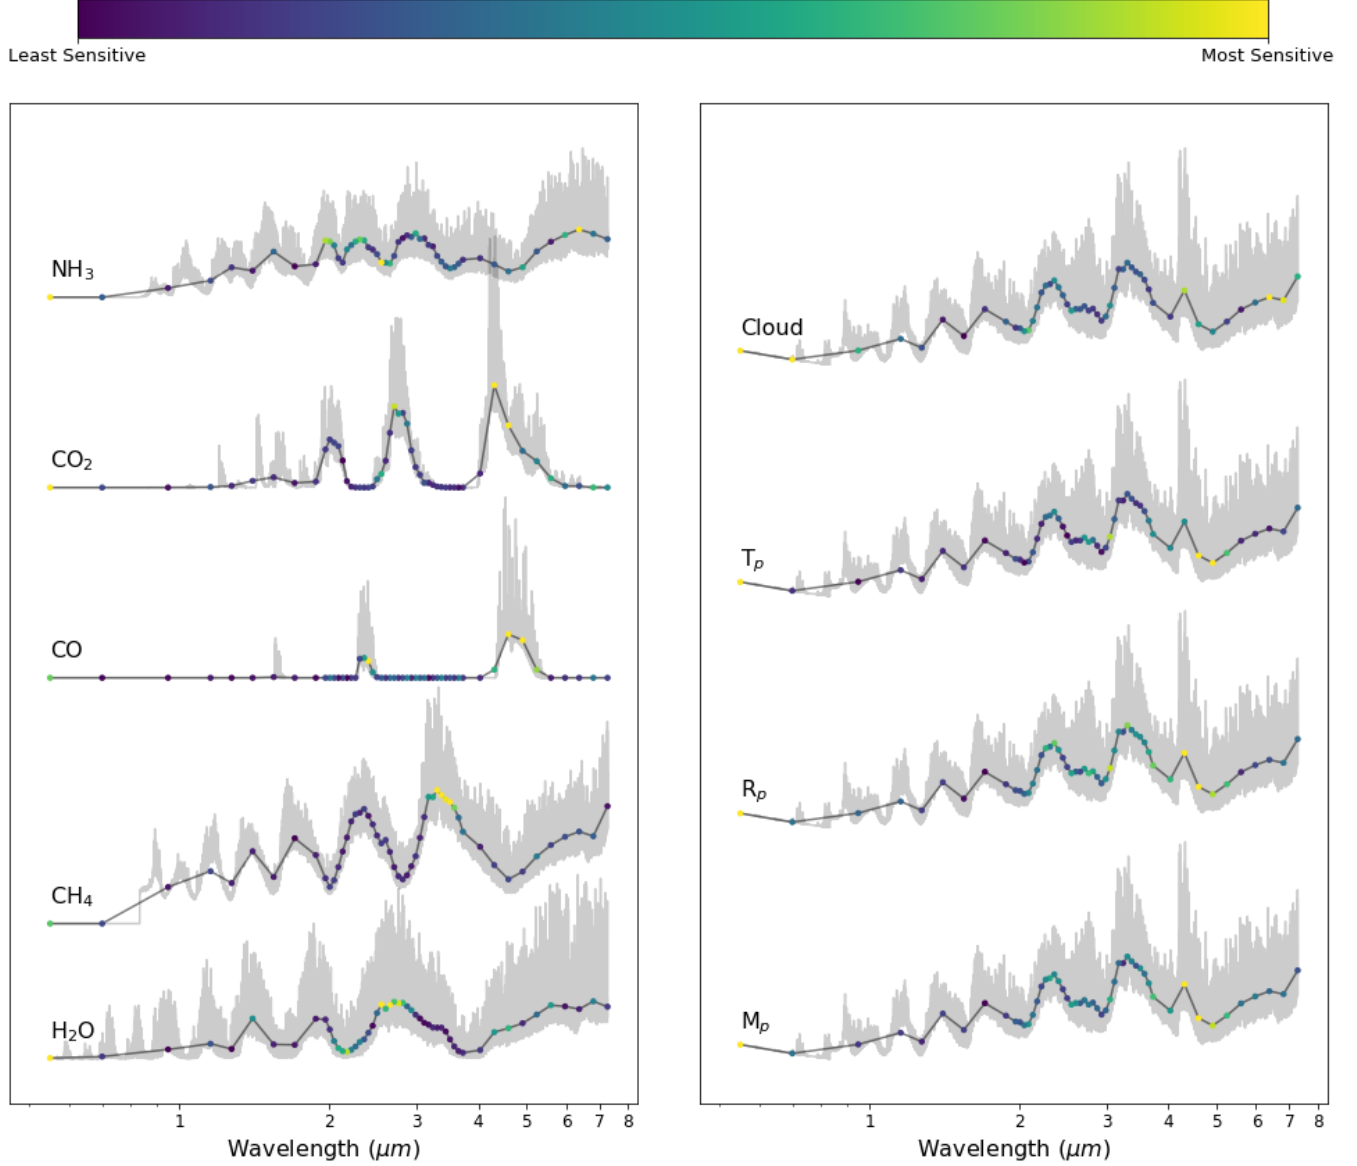 Least Sensitive
Most Sensitive
NH₃
CO₂
CO
CH₄
H₂O
1 2 3 4 5 6 7 8
Wavelength (μm)
Cloud
Tₚ
Rₚ
Mₚ
1 2 3 4 5 6 7 8
Wavelength (μm)